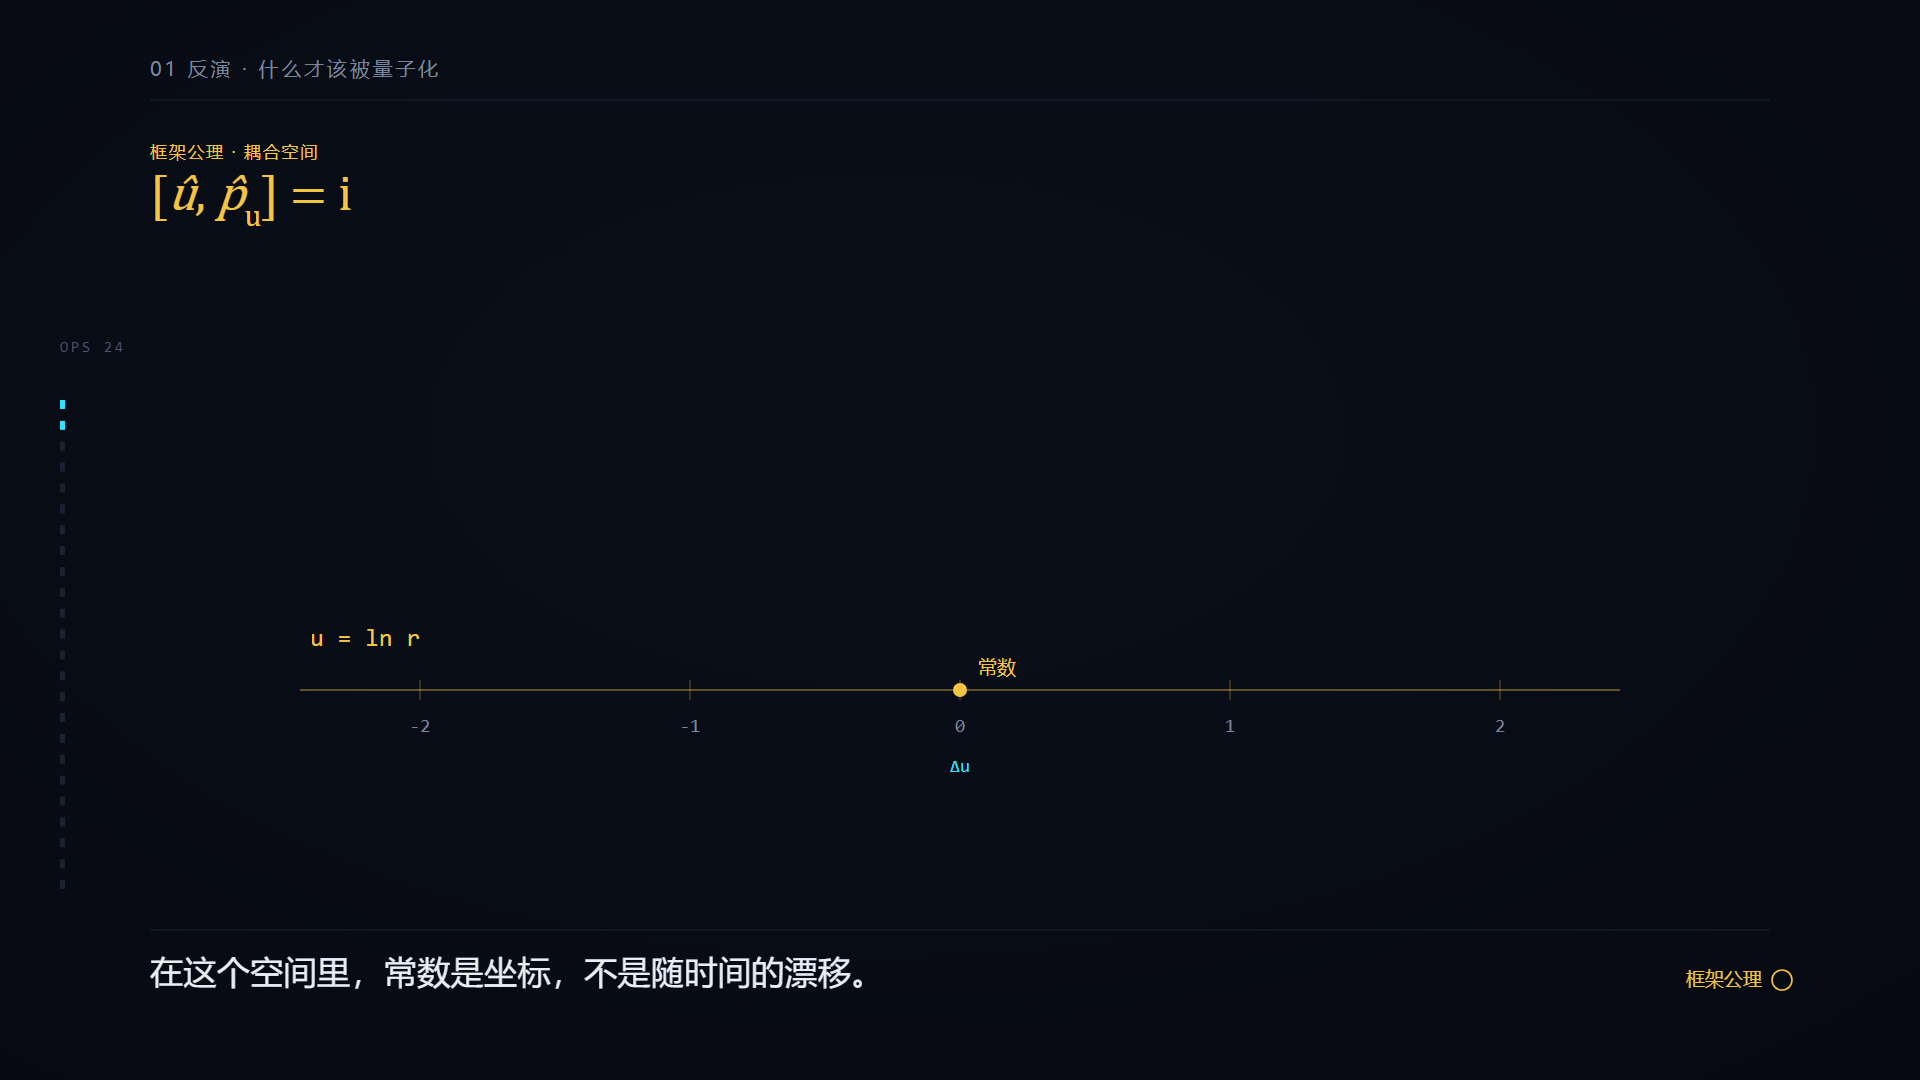 01 反演 · 什么才该被量子化
框架公理 · 耦合空间
[û, p̂u] = i
OPS 24
u = ln r
常数
-2 -1 0 1 2
Δu
在这个空间里，常数是坐标，不是随时间的漂移。
框架公理